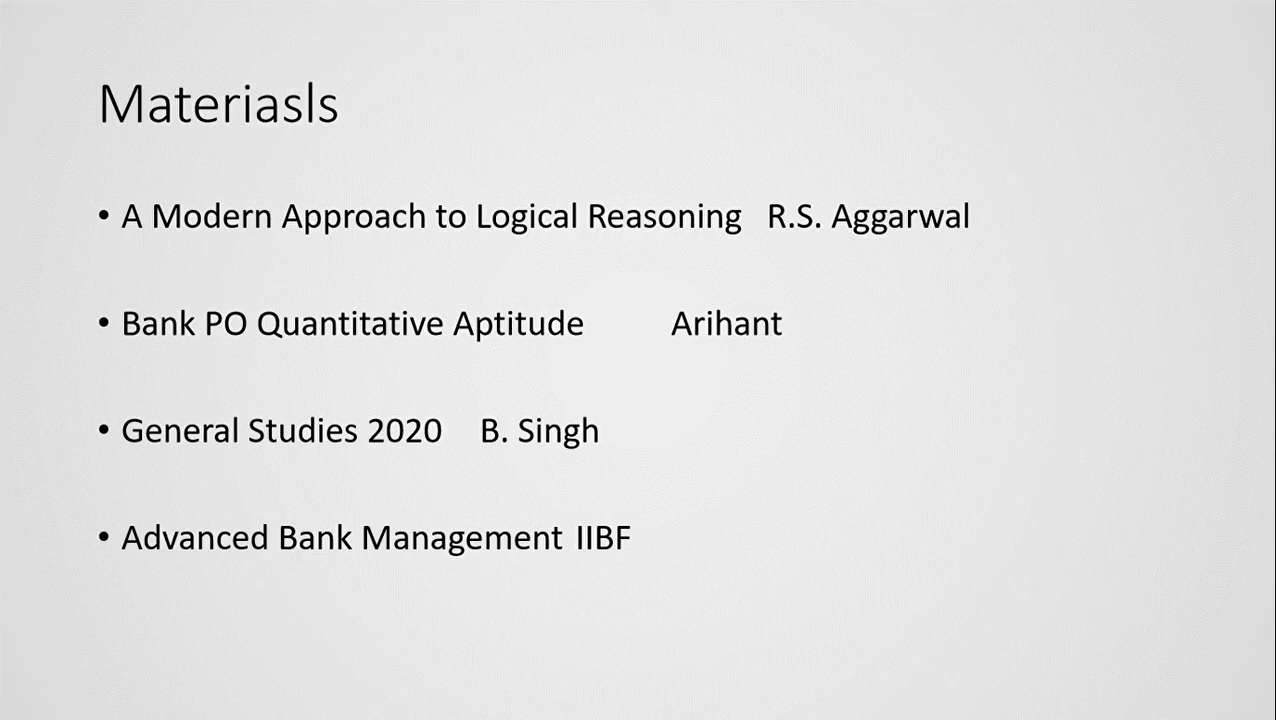 Materiasls
• A Modern Approach to Logical Reasoning R.S. Aggarwal
• Bank PO Quantitative Aptitude Arihant
• General Studies 2020 B. Singh
• Advanced Bank Management IIBF